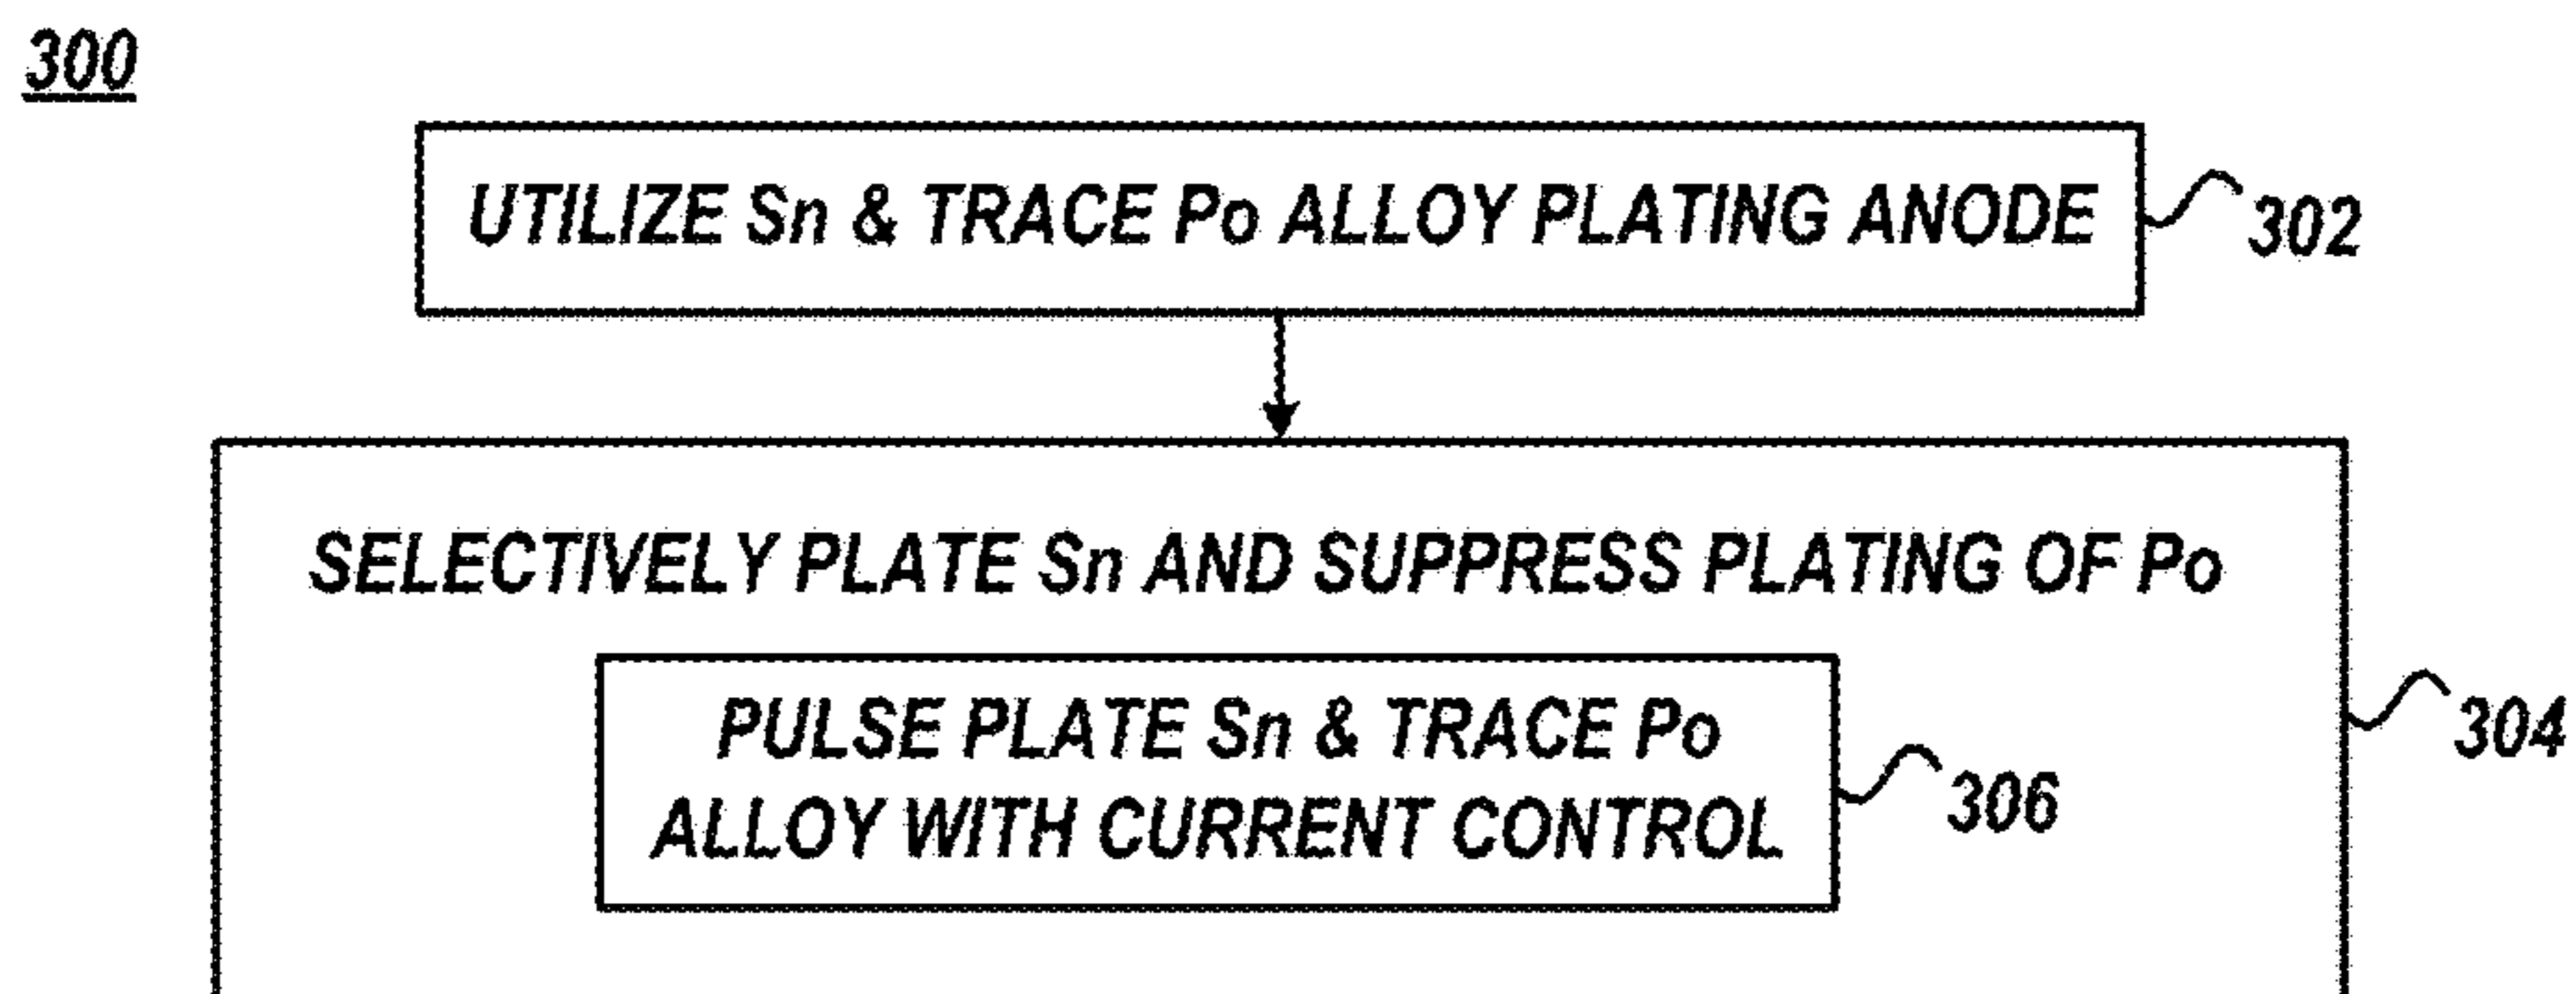 300
UTILIZE Sn & TRACE Po ALLOY PLATING ANODE
302
SELECTIVELY PLATE Sn AND SUPPRESS PLATING OF Po
304
PULSE PLATE Sn & TRACE Po
ALLOY WITH CURRENT CONTROL
306